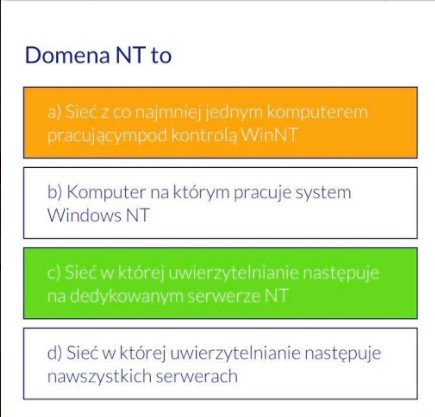 Domena NT to
a) Sieć z co najmniej jednym komputerem
pracującympod kontrolą WinNT
b) Komputer na którym pracuje system
Windows NT
c) Sieć w której uwierzytelnianie następuje
na dedykowanym serwerze NT
d) Sieć w której uwierzytelnianie następuje
nawszystkich serwerach